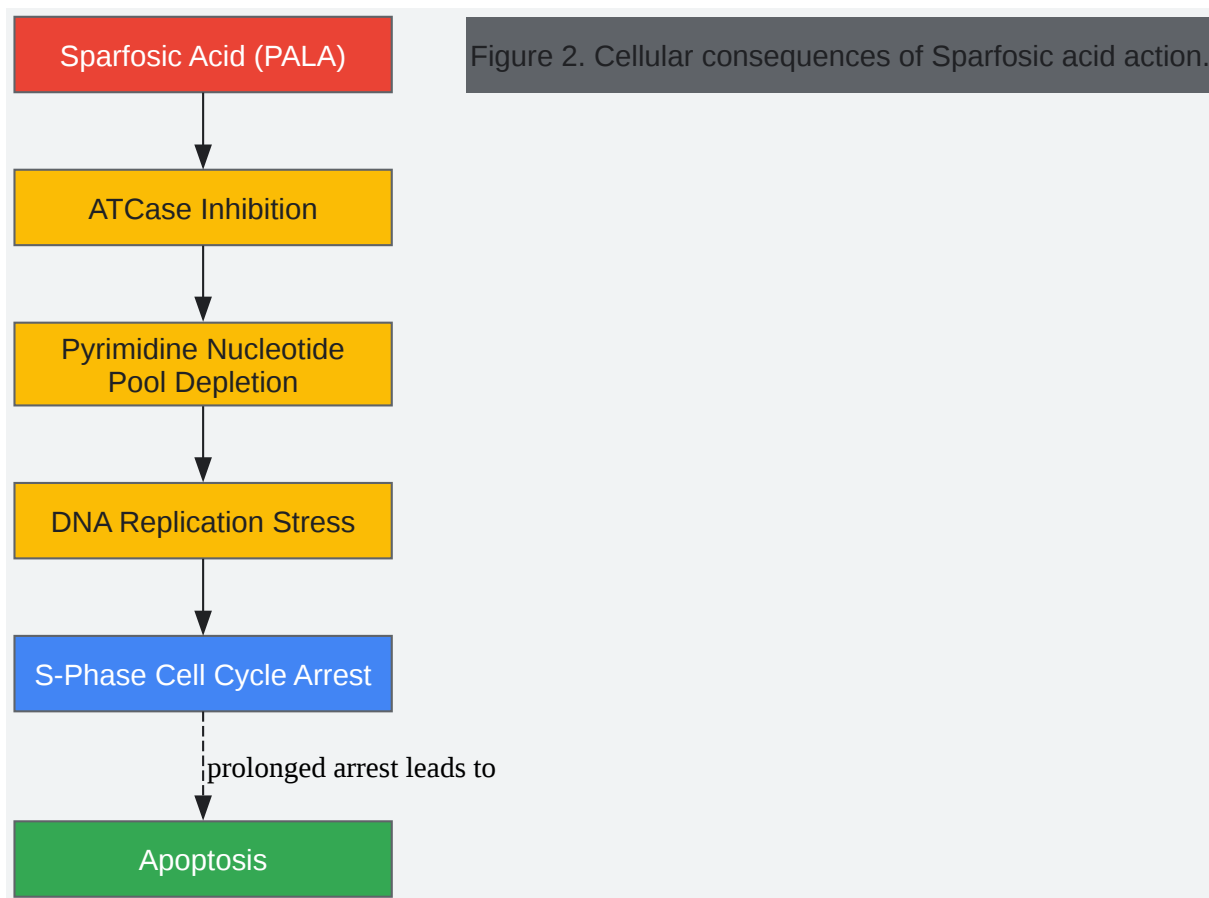 Sparfosic Acid (PALA)
Figure 2. Cellular consequences of Sparfosic acid action.
ATCase Inhibition
Pyrimidine Nucleotide
Pool Depletion
DNA Replication Stress
S-Phase Cell Cycle Arrest
prolonged arrest leads to
Apoptosis